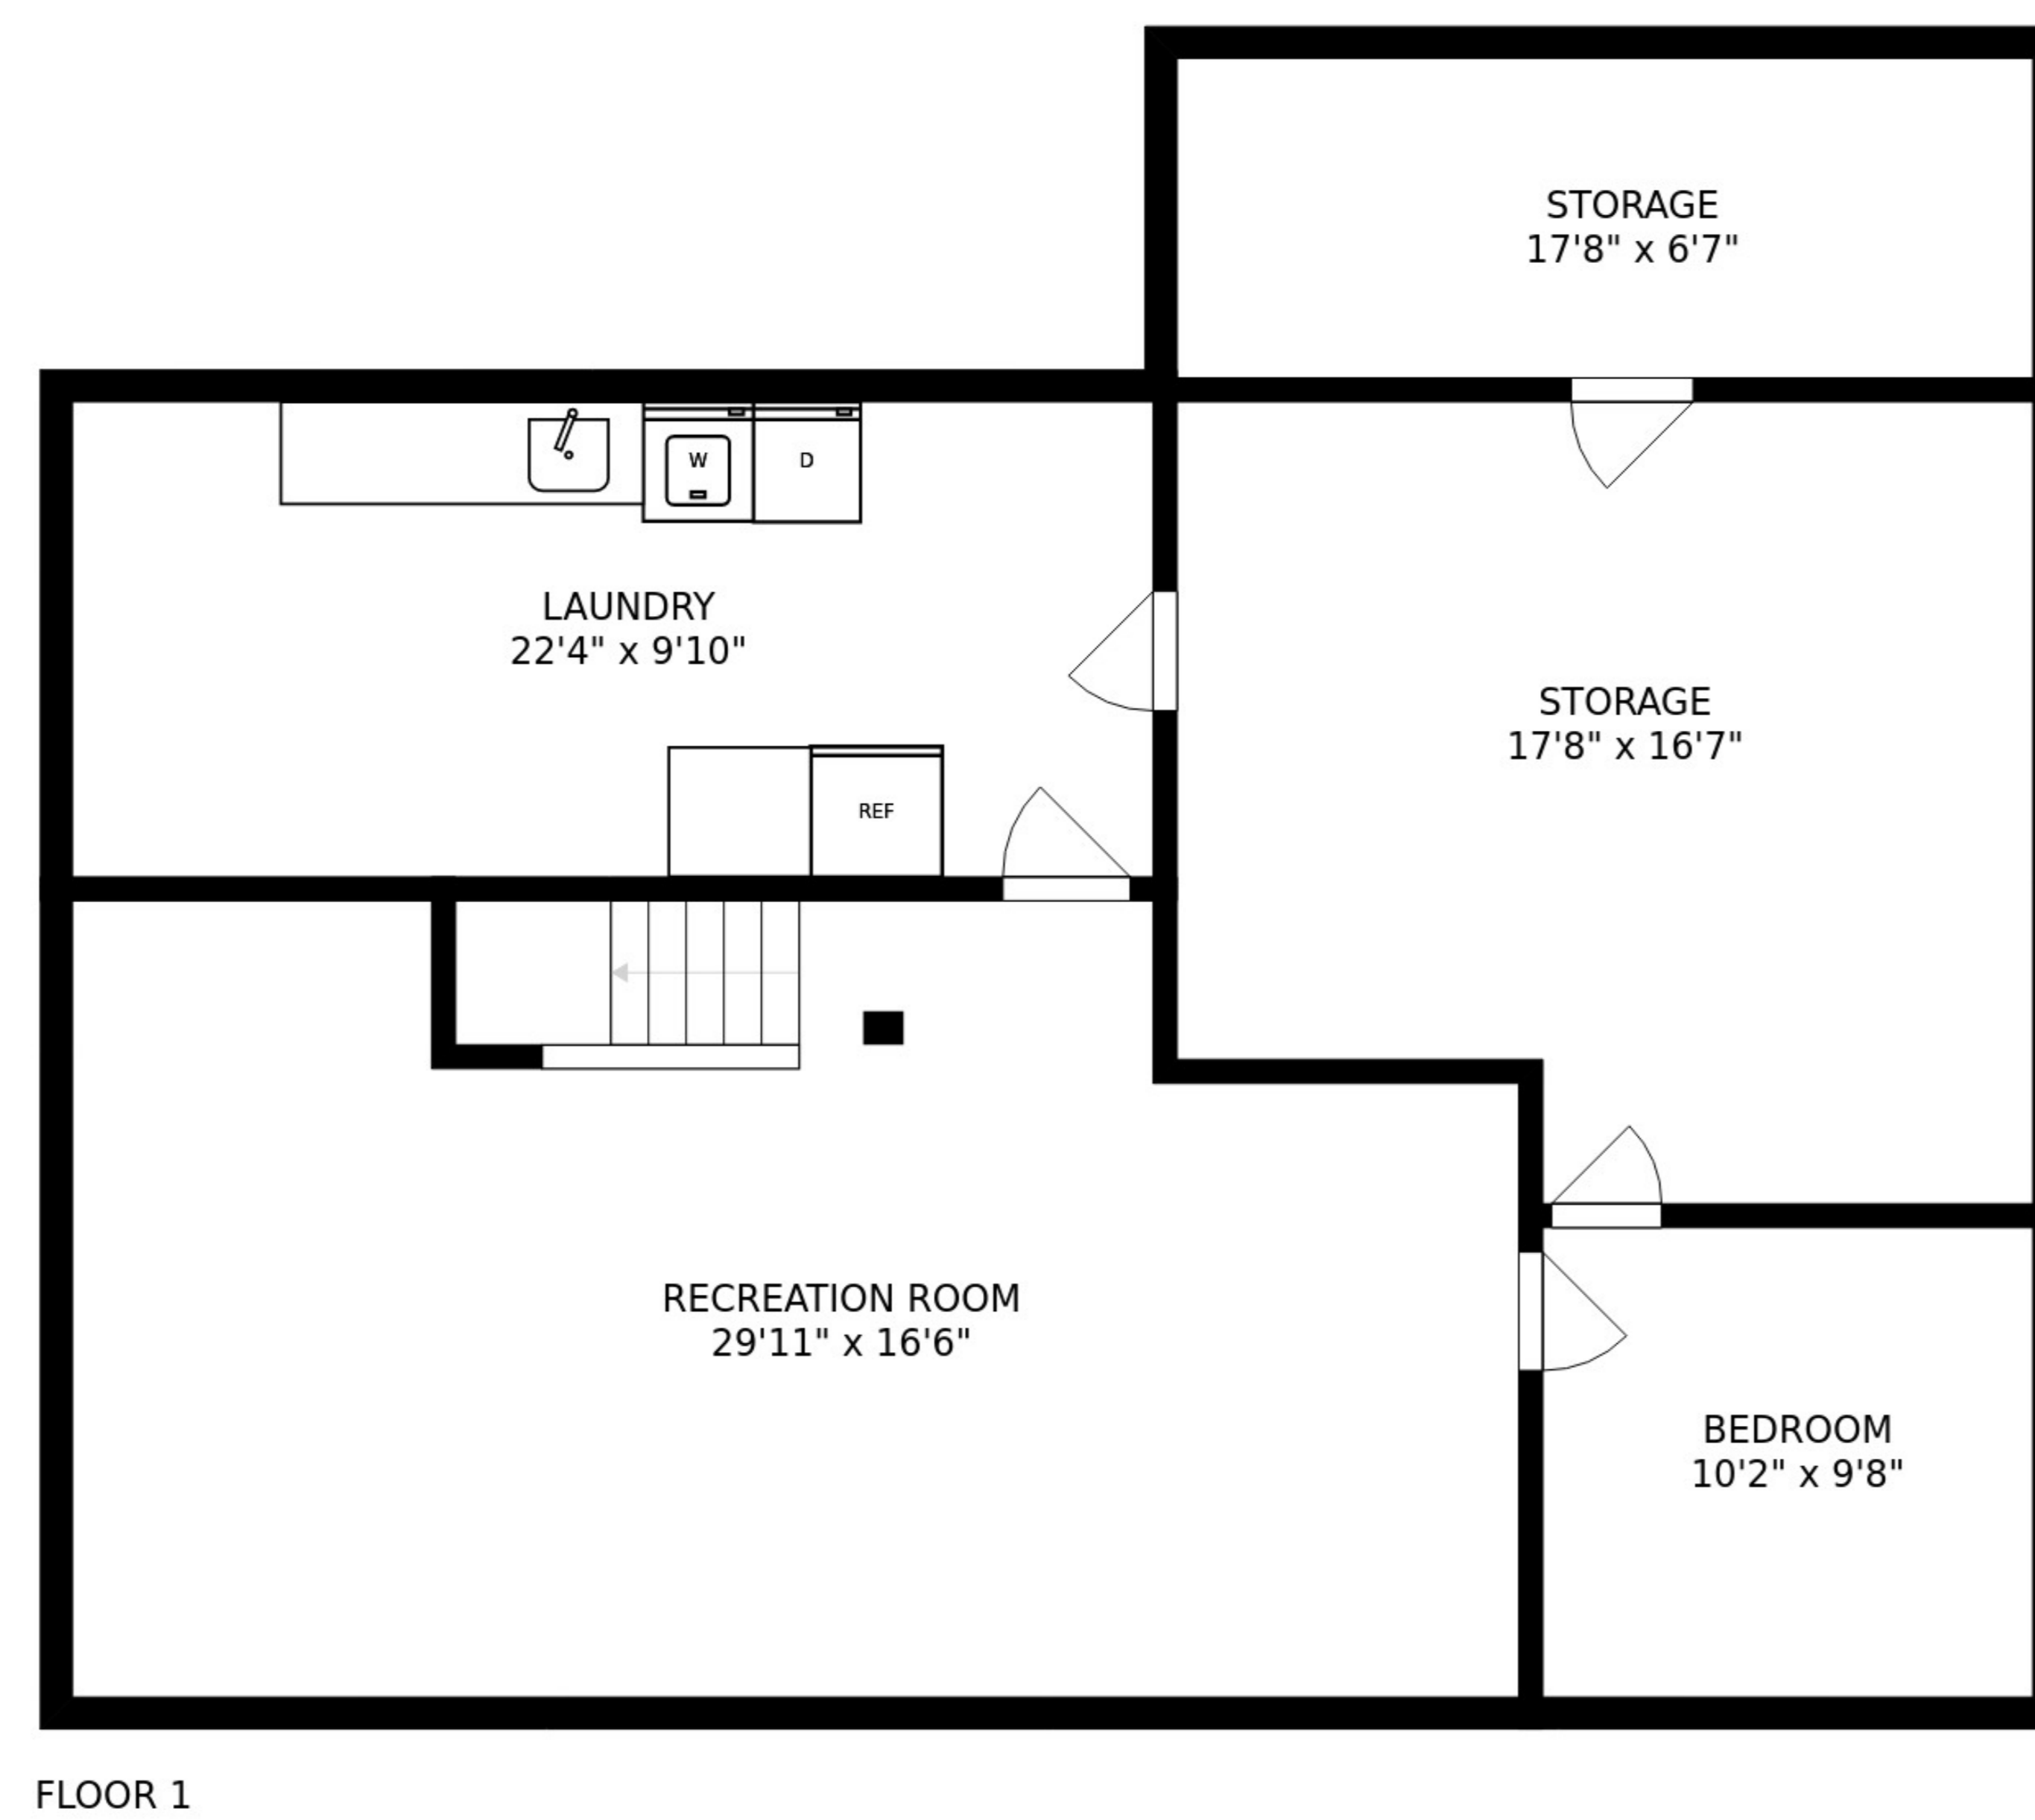 STORAGE
17'8" x 6'7"
W
D
LAUNDRY
22'4" x 9'10"
STORAGE
17'8" x 16'7"
REF
RECREATION ROOM
29'11" x 16'6"
BEDROOM
10'2" x 9'8"
FLOOR 1